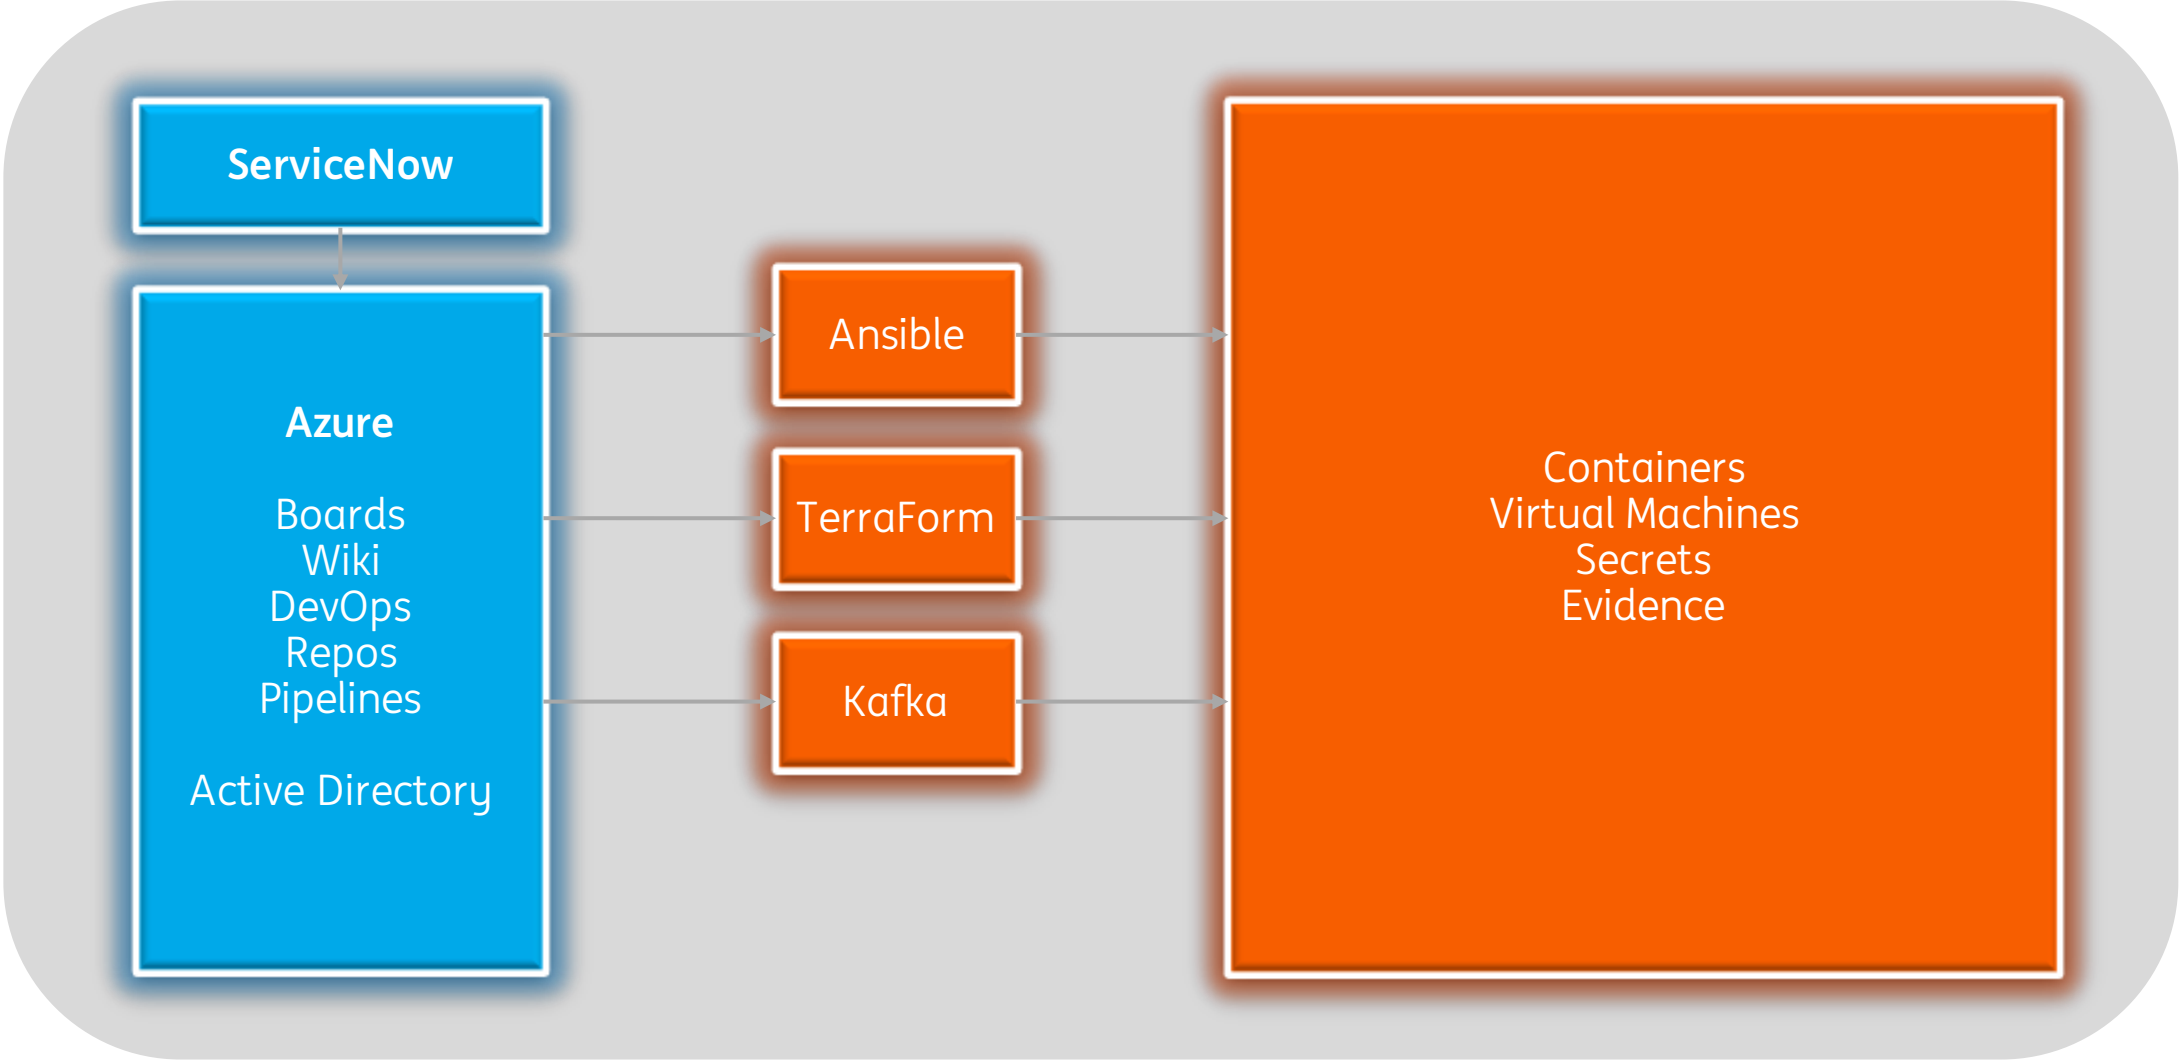 ServiceNow
Azure
Boards
Wiki
DevOps
Repos
Pipelines
Active Directory
Ansible
TerraForm
Kafka
Containers
Virtual Machines
Secrets
Evidence